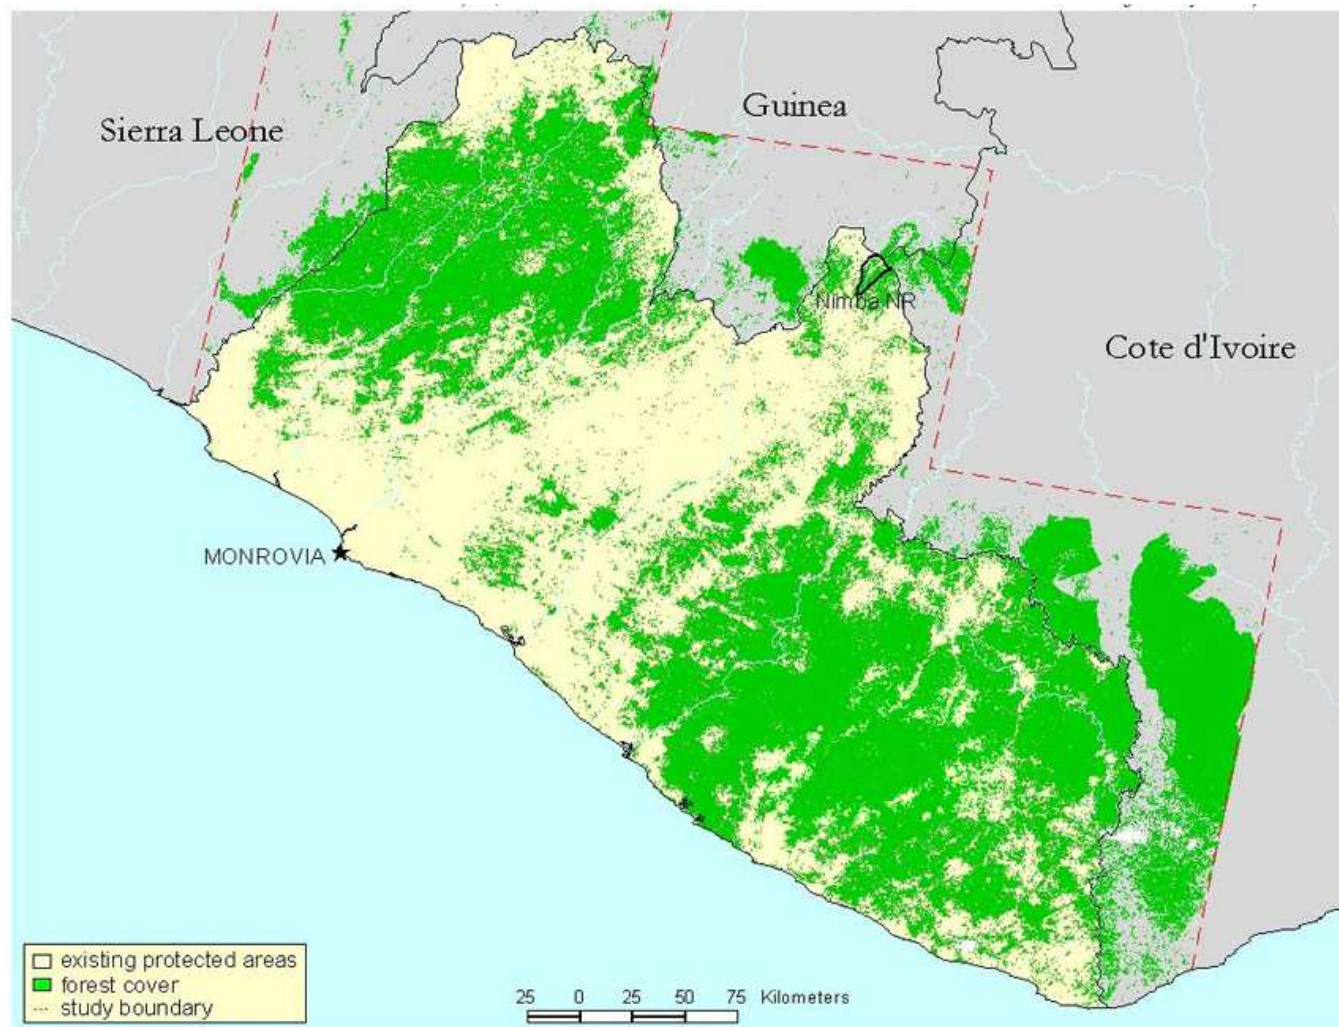 Guinea
Sierra Leone
Nimba NR
Cote d'Ivoire
MONROVIA
existing protected areas
forest cover
study boundary
25 0 25 50 75 Kilometers